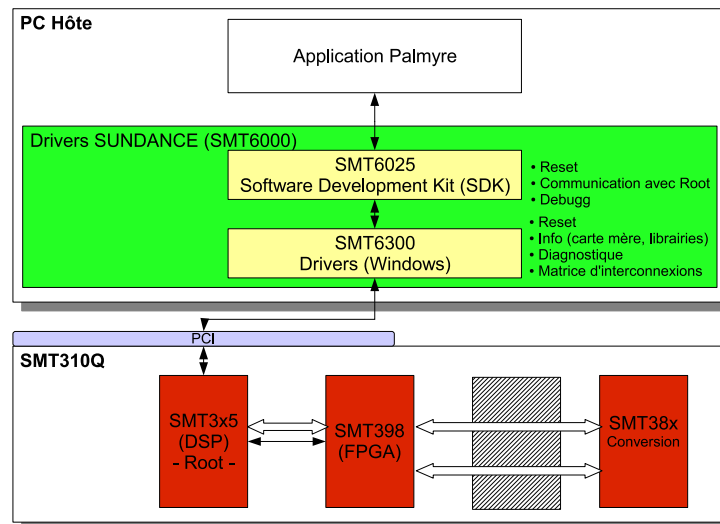 PC Hôte
Application Palmyre
Drivers SUNDANCE (SMT6000)
SMT6025
Software Development Kit (SDK)
• Reset
• Communication avec Root
• Debugg
SMT6300
Drivers (Windows)
• Reset
• Info (carte mère, librairies)
• Diagnostique
• Matrice d'interconnexions
PCI
SMT310Q
SMT3x5
(DSP)
- Root -
SMT398
(FPGA)
SMT38x
Conversion